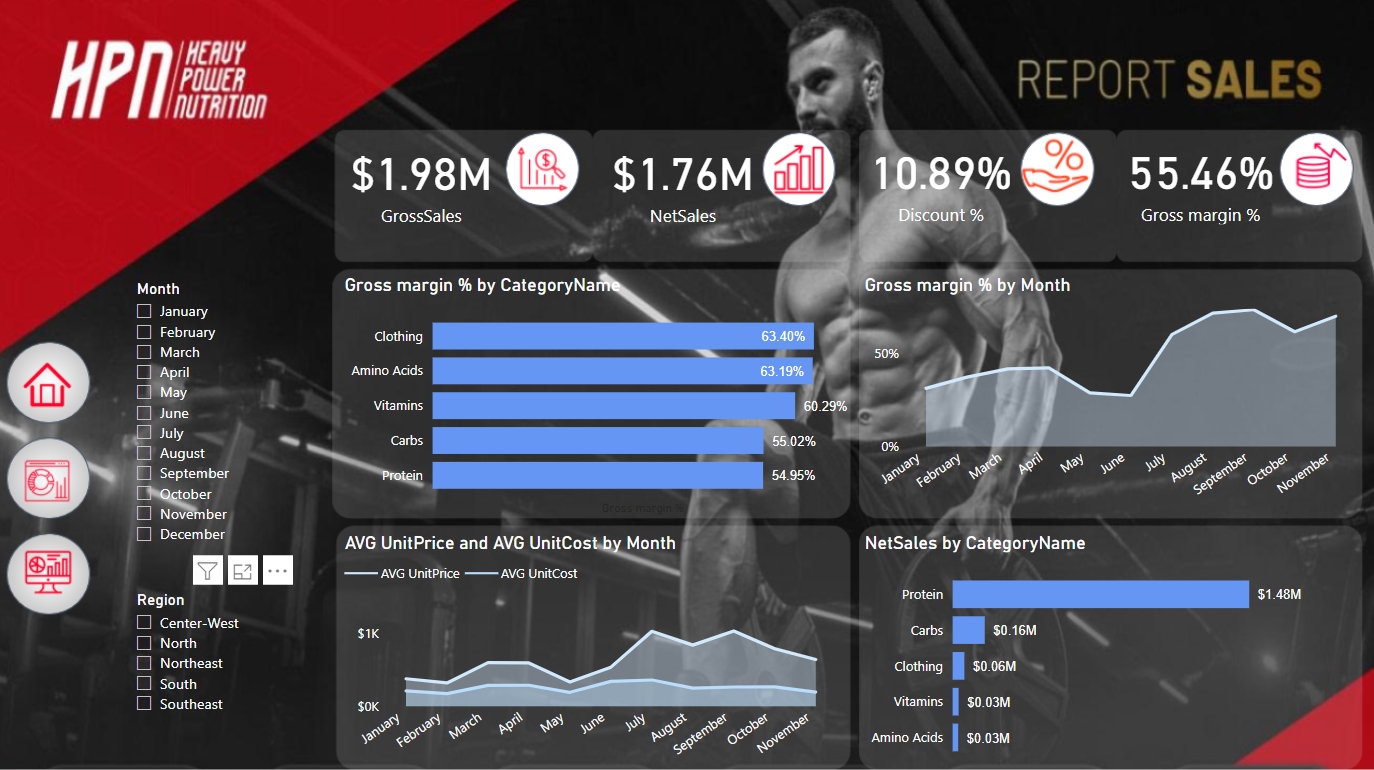 HPN HEAVY
POWER
NUTRITION
REPORT SALES
$1.98M
GrossSales
$1.76M
NetSales
10.89%
Discount %
55.46%
Gross margin %
Month
January
February
March
April
May
June
July
August
September
October
November
December
Region
Center-West
North
Northeast
South
Southeast
Gross margin % by CategoryName
Clothing 63.40%
Amino Acids 63.19%
Vitamins 60.29%
Carbs 55.02%
Protein 54.95%
Gross margin %
Gross margin % by Month
50%
0%
January February March April May June July August September October November
AVG UnitPrice and AVG UnitCost by Month
AVG UnitPrice AVG UnitCost
$1K
$0K
January February March April May June July August September October November
NetSales by CategoryName
Protein $1.48M
Carbs $0.16M
Clothing $0.06M
Vitamins $0.03M
Amino Acids $0.03M